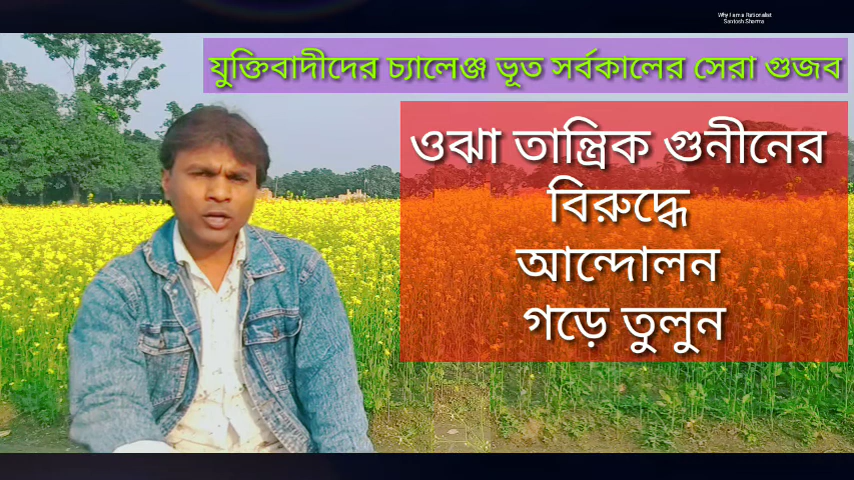 Why I am a Rationalist
Santosh Sharma
যুক্তিবাদীদের চ্যালেঞ্জ ভূত সর্বকালের সেরা গুজব
ওঝা তান্ত্রিক গুনীনের
বিরুদ্ধে
আন্দোলন
গড়ে তুলুন